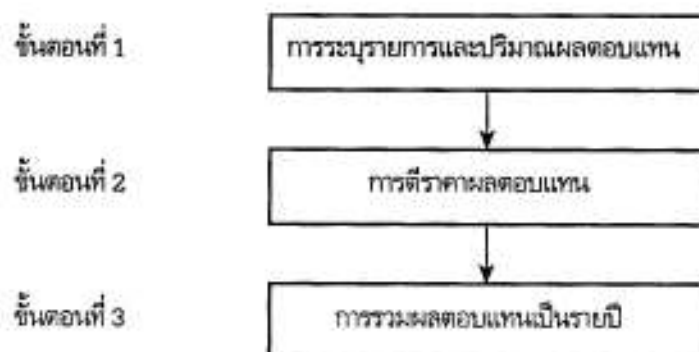 ขั้นตอนที่ 1
การระบุรายการและปริมาณผลตอบแทน
ขั้นตอนที่ 2
การตีราคาผลตอบแทน
ขั้นตอนที่ 3
การรวมผลตอบแทนเป็นรายปี